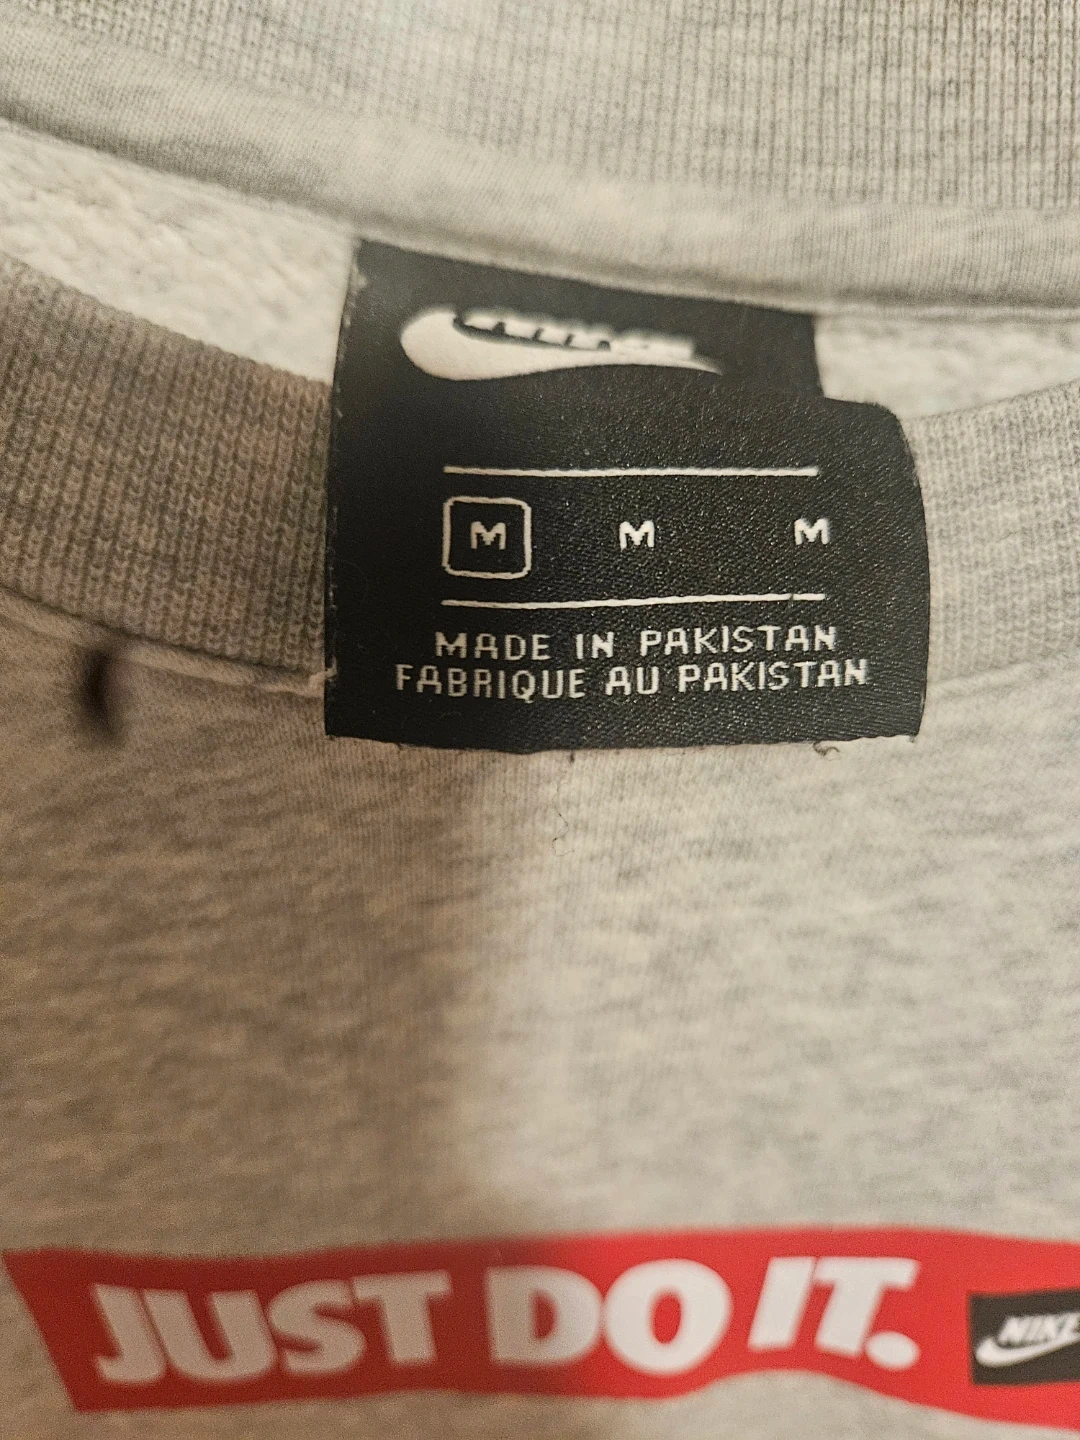 M M M
MADE IN PAKISTAN
FABRIQUE AU PAKISTAN
JUST DO IT.
NIKE